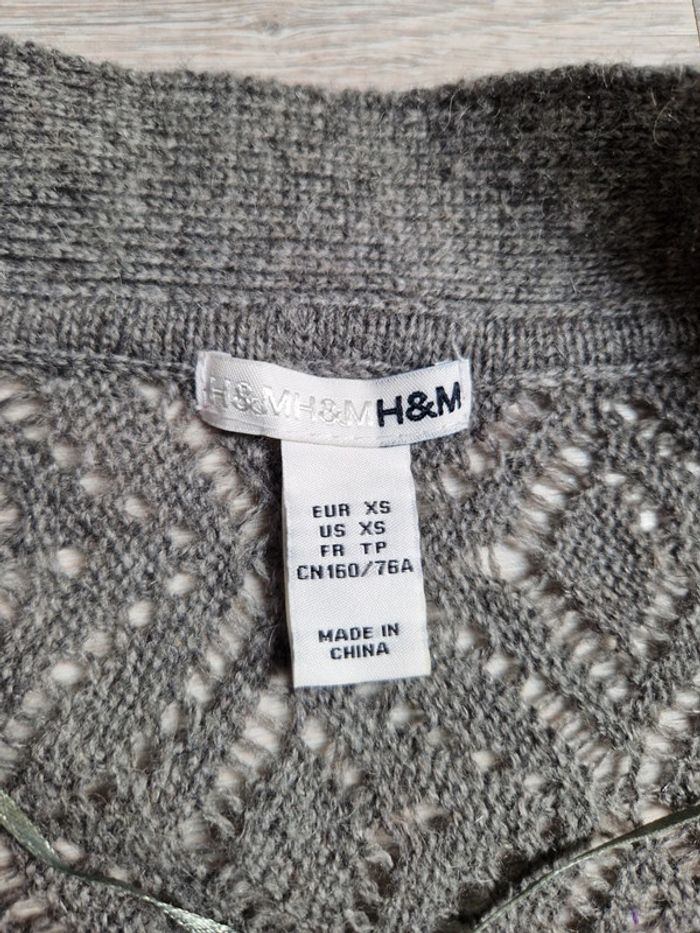 H&MH&MH&M
EUR XS
US XS
FR TP
CN160/76A
MADE IN
CHINA